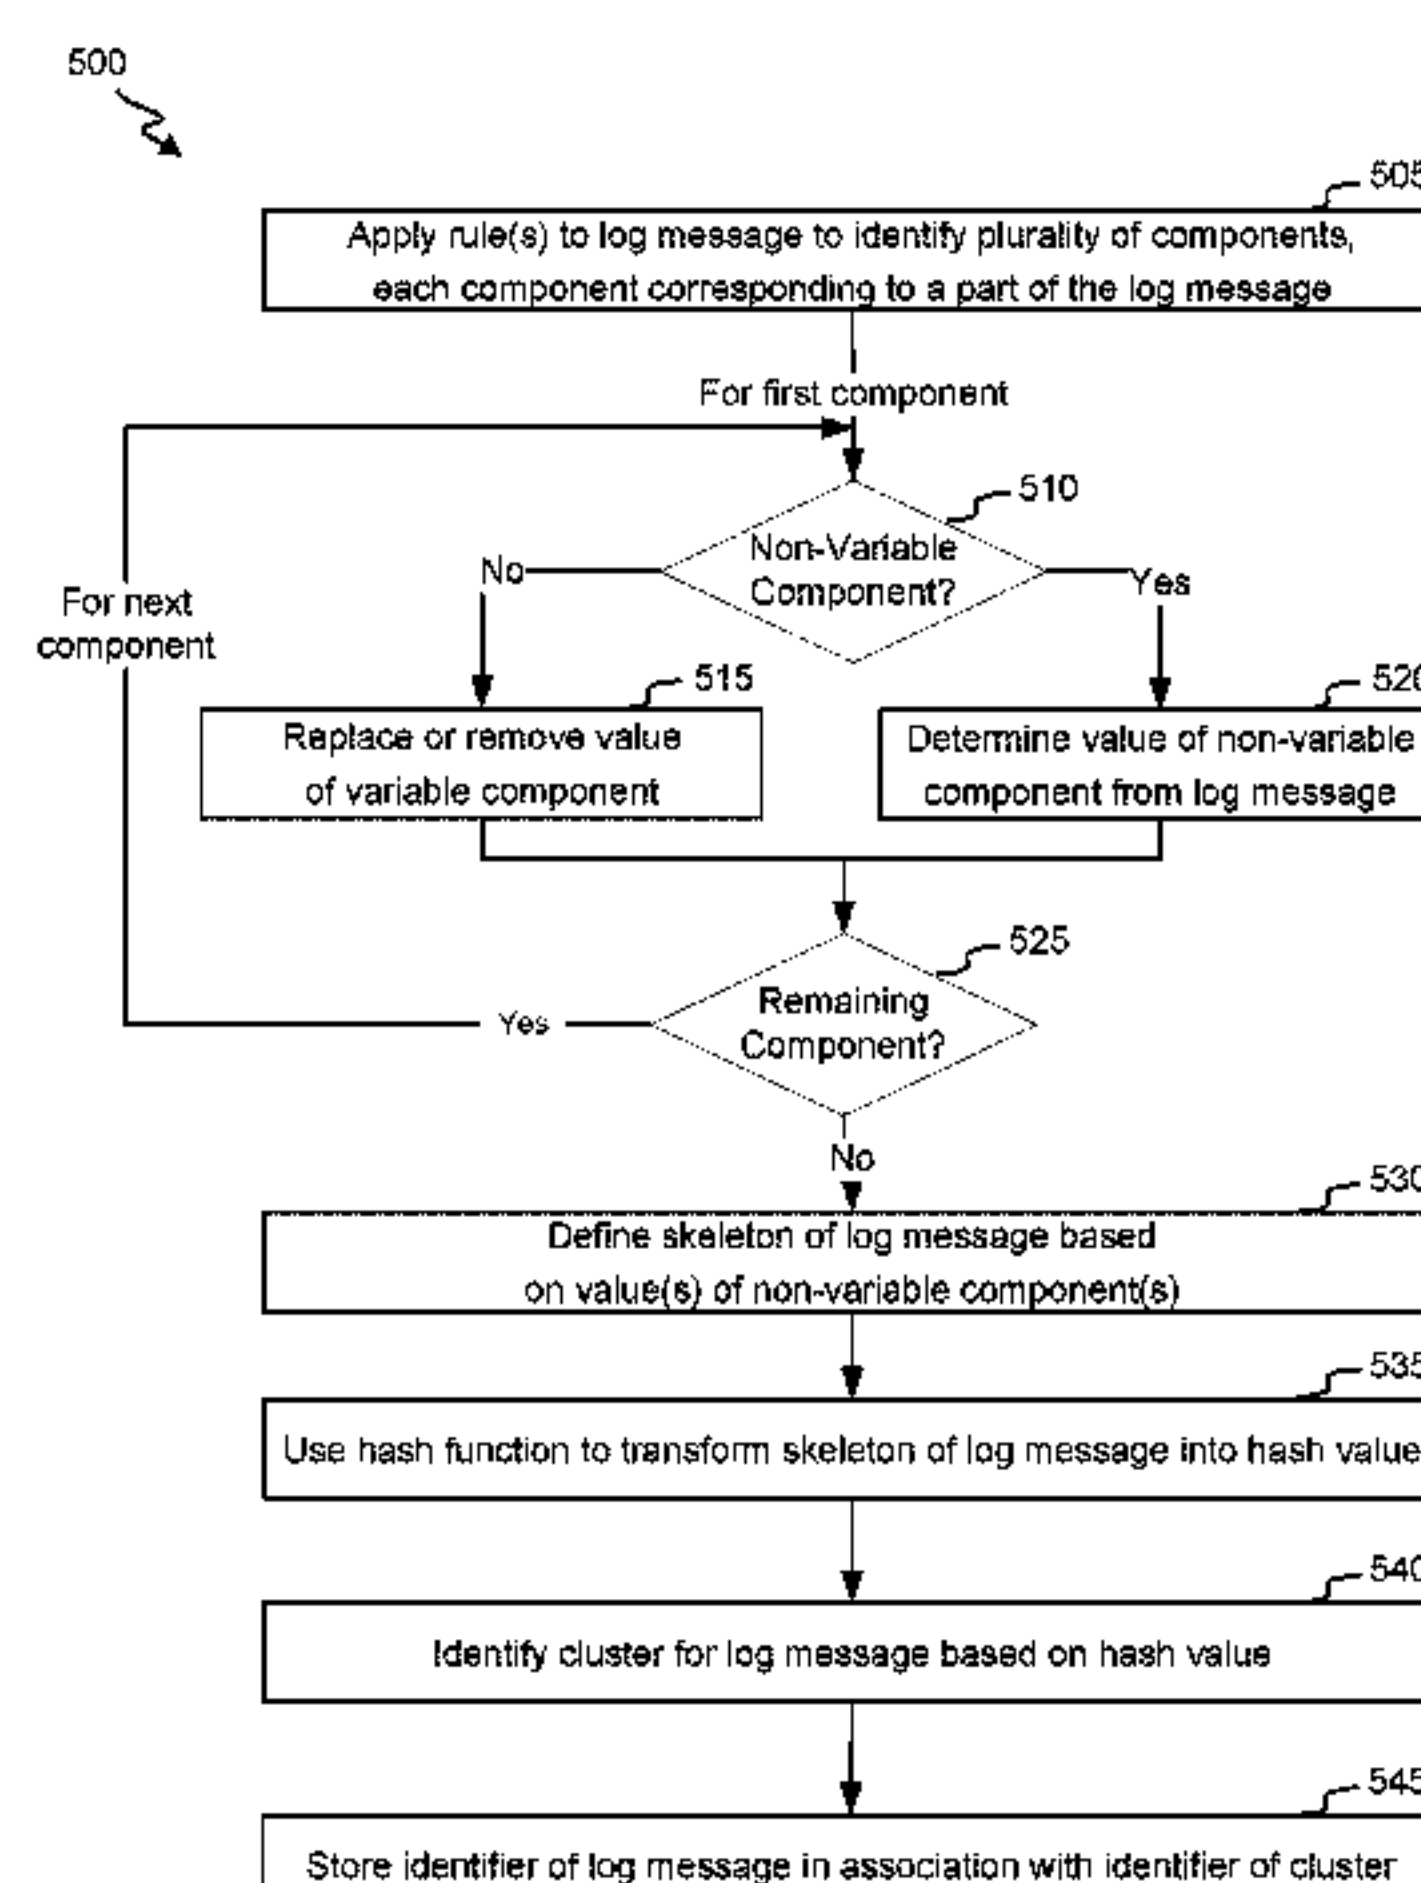 500
505
Apply rule(s) to log message to identify plurality of components,
each component corresponding to a part of the log message
For first component
510
Non-Variable
Component?
No
Yes
For next
component
515
520
Replace or remove value
of variable component
Determine value of non-variable
component from log message
525
Remaining
Component?
Yes
No
530
Define skeleton of log message based
on value(s) of non-variable component(s)
535
Use hash function to transform skeleton of log message into hash value
540
Identify cluster for log message based on hash value
545
Store identifier of log message in association with identifier of cluster